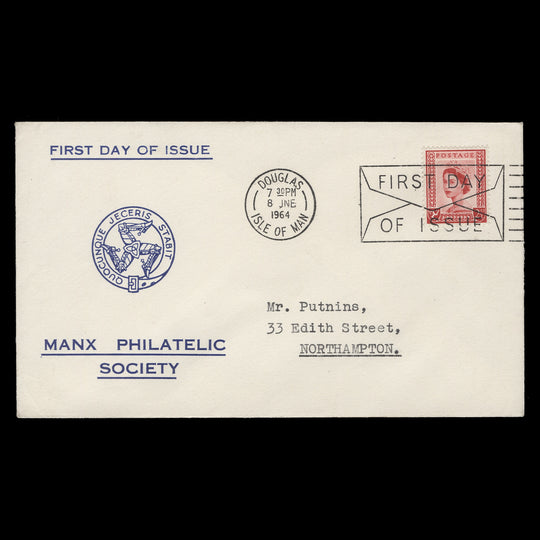 FIRST DAY OF ISSUE
QUOCUNQUE JECERIS STABIT
MANX PHILATELIC
SOCIETY
DOUGLAS
7 30PM
8 JNE
1964
ISLE OF MAN
POSTAGE
FIRST DAY
OF ISSUE
Mr. Putnins,
33 Edith Street,
NORTHAMPTON.